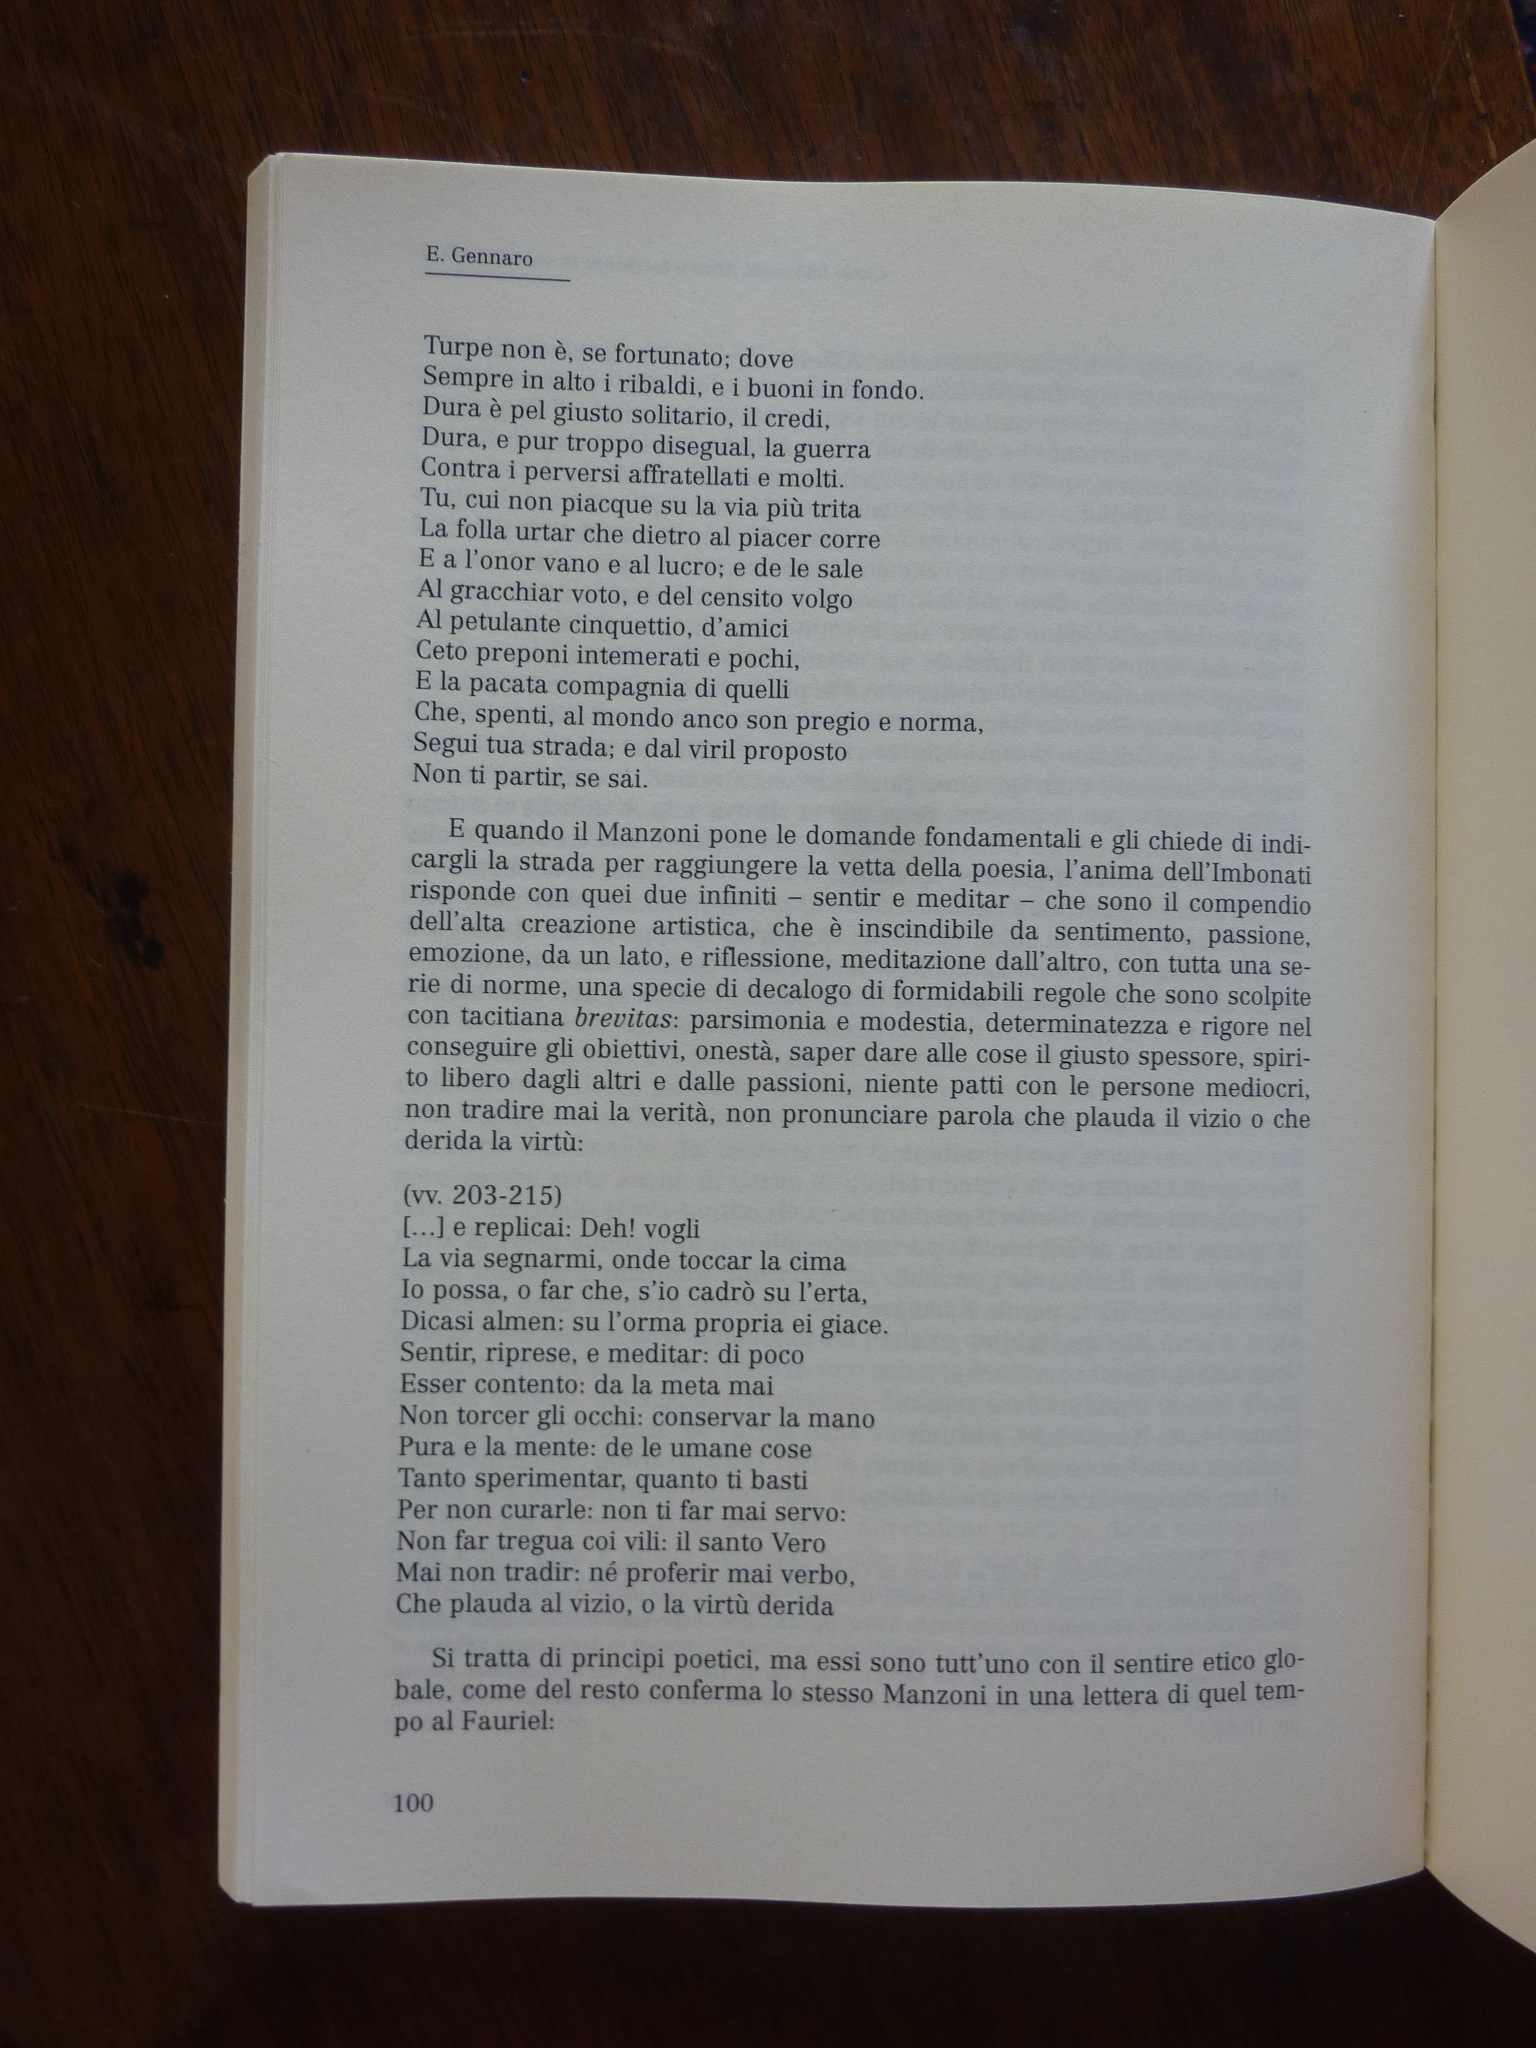 E. Gennaro
Turpe non è, se fortunato; dove
Sempre in alto i ribaldi, e i buoni in fondo.
Dura è pel giusto solitario, il credi,
Dura, e pur troppo disegual, la guerra
Contra i perversi affratellati e molti.
Tu, cui non piacque su la via più trita
La folla urtar che dietro al piacer corre
E a l'onor vano e al lucro; e de le sale
Al gracchiar voto, e del censito volgo
Al petulante cinquettio, d'amici
Ceto preponi intemerati e pochi,
E la pacata compagnia di quelli
Che, spenti, al mondo anco son pregio e norma,
Segui tua strada; e dal viril proposto
Non ti partir, se sai.
E quando il Manzoni pone le domande fondamentali e gli chiede di indi-
cargli la strada per raggiungere la vetta della poesia, l'anima dell'Imbonati
risponde con quei due infiniti – sentir e meditar – che sono il compendio
dell'alta creazione artistica, che è inscindibile da sentimento, passione,
emozione, da un lato, e riflessione, meditazione dall'altro, con tutta una se-
rie di norme, una specie di decalogo di formidabili regole che sono scolpite
con tacitiana brevitas: parsimonia e modestia, determinatezza e rigore nel
conseguire gli obiettivi, onestà, saper dare alle cose il giusto spessore, spiri-
to libero dagli altri e dalle passioni, niente patti con le persone mediocri,
non tradire mai la verità, non pronunciare parola che plauda il vizio o che
derida la virtù:
(vv. 203-215)
[...] e replicai: Deh! vogli
La via segnarmi, onde toccar la cima
Io possa, o far che, s'io cadrò su l'erta,
Dicasi almen: su l'orma propria ei giace.
Sentir, riprese, e meditar: di poco
Esser contento: da la meta mai
Non torcer gli occhi: conservar la mano
Pura e la mente: de le umane cose
Tanto sperimentar, quanto ti basti
Per non curarle: non ti far mai servo:
Non far tregua coi vili: il santo Vero
Mai non tradir: né proferir mai verbo,
Che plauda al vizio, o la virtù derida
Si tratta di principi poetici, ma essi sono tutt'uno con il sentire etico glo-
bale, come del resto conferma lo stesso Manzoni in una lettera di quel tem-
po al Fauriel:
100